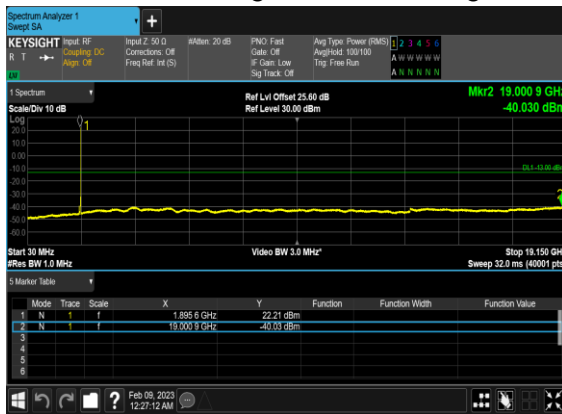 Spectrum Analyzer 1
Swept SA
KEYSIGHT Input: RF Input Z: 50 Ω #Atten: 20 dB PNO: Fast Avg Type: Power (RMS) 1 2 3 4 5 6
R T Coupling: DC Corrections: Off Gate: Off Avg|Hold: 100/100 A W W W W W
Align: Off Freq Ref: Int (S) IF Gain: Low Trig: Free Run A N N N N N
Sig Track: Off
1 Spectrum Ref Lvl Offset 25.60 dB Mkr2 19.000 9 GHz
Scale/Div 10 dB Ref Level 30.00 dBm -40.030 dBm
Log
1
20.0
10.0
0.00
-10.0 DL1 -13.00 dBm
-20.0
-30.0
-40.0
-50.0
-60.0
Start 30 MHz Video BW 3.0 MHz* Stop 19.150 GHz
#Res BW 1.0 MHz Sweep 32.0 ms (40001 pts)
5 Marker Table
Mode Trace Scale X Y Function Function Width Function Value
1 N 1 f 1.895 6 GHz 22.21 dBm
2 N 1 f 19.000 9 GHz -40.03 dBm
3
4
5
6
? Feb 09, 2023
12:27:12 AM